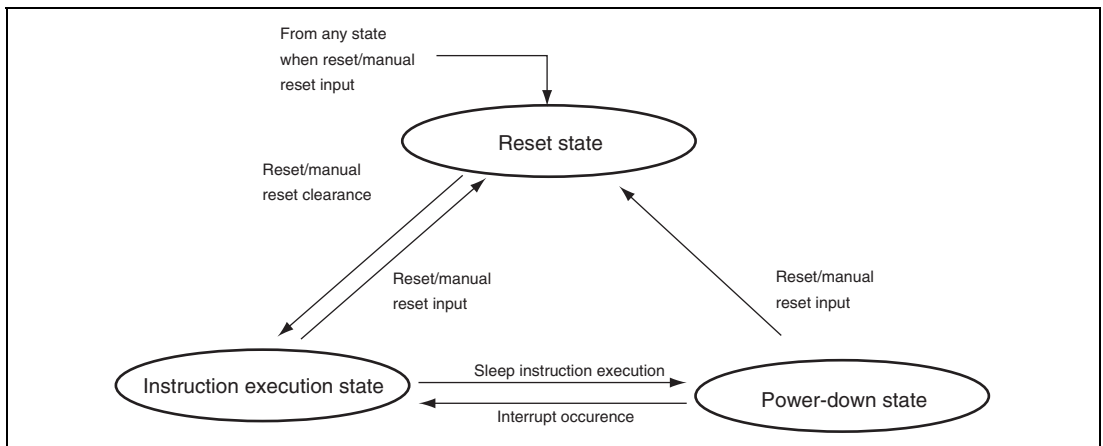 From any state
when reset/manual
reset input
Reset state
Reset/manual
reset clearance
Reset/manual
reset input
Reset/manual
reset input
Instruction execution state
Sleep instruction execution
Interrupt occurence
Power-down state